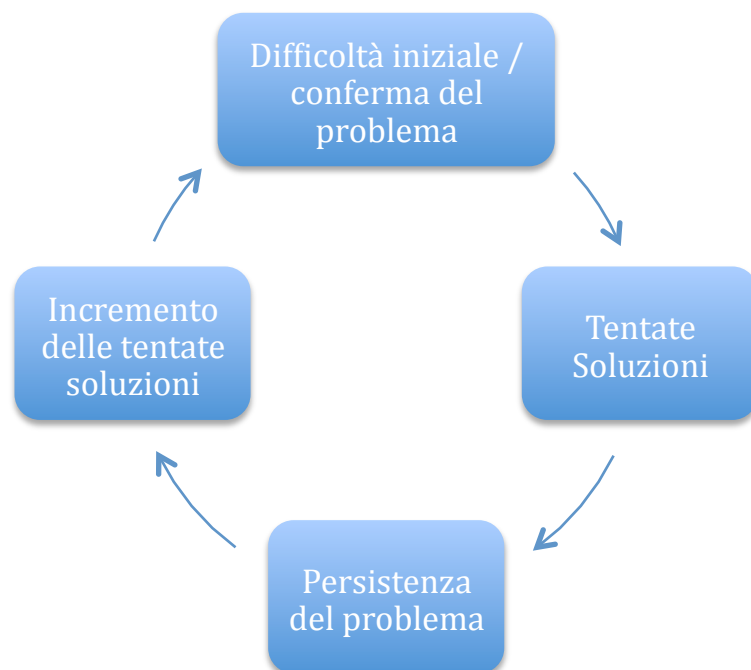 Difficoltà iniziale /
conferma del
problema
Tentate
Soluzioni
Persistenza
del problema
Incremento
delle tentate
soluzioni